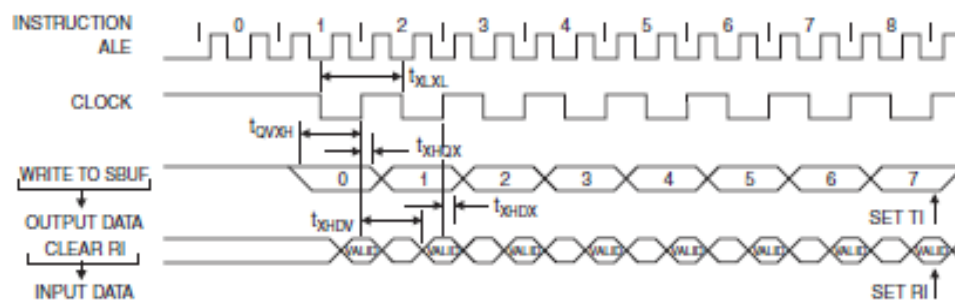 INSTRUCTION
0 1 2 3 4 5 6 7 8
ALE
tXLXL
CLOCK
tQVXH
tXHQX
WRITE TO SBUF
0 1 2 3 4 5 6 7
tXHDV
tXHDX
OUTPUT DATA
SET TI
CLEAR RI
VALID VALID VALID VALID VALID VALID VALID VALID
INPUT DATA
SET RI